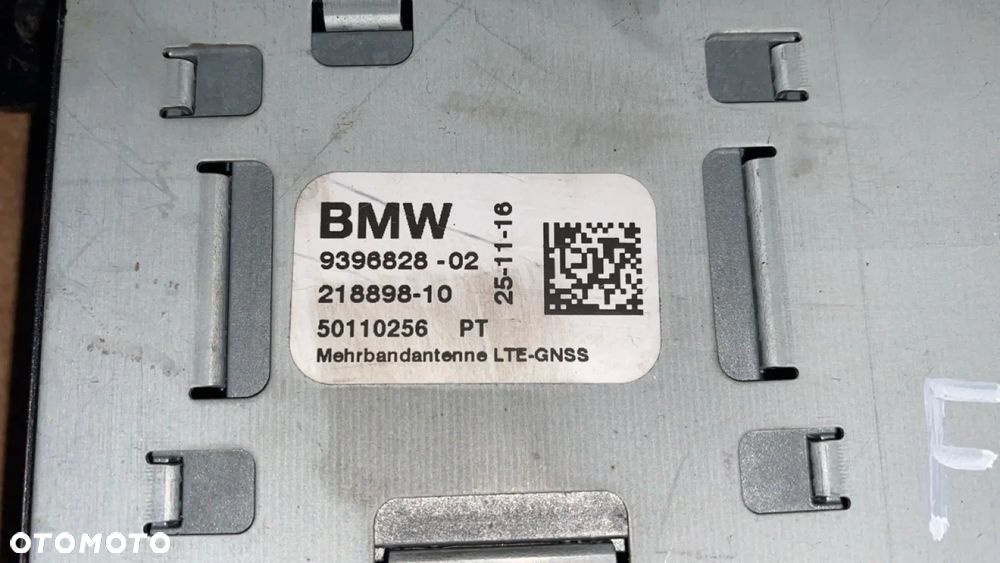 BMW
9396828 -02
218898-10
50110256 PT
Mehrbandantenne LTE-GNSS
25-11-16
F
OTOMOTO